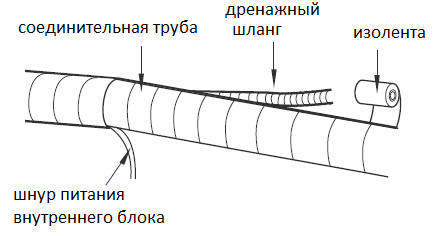 дренажный
шланг
соединительная труба
изолента
шнур питания
внутреннего блока